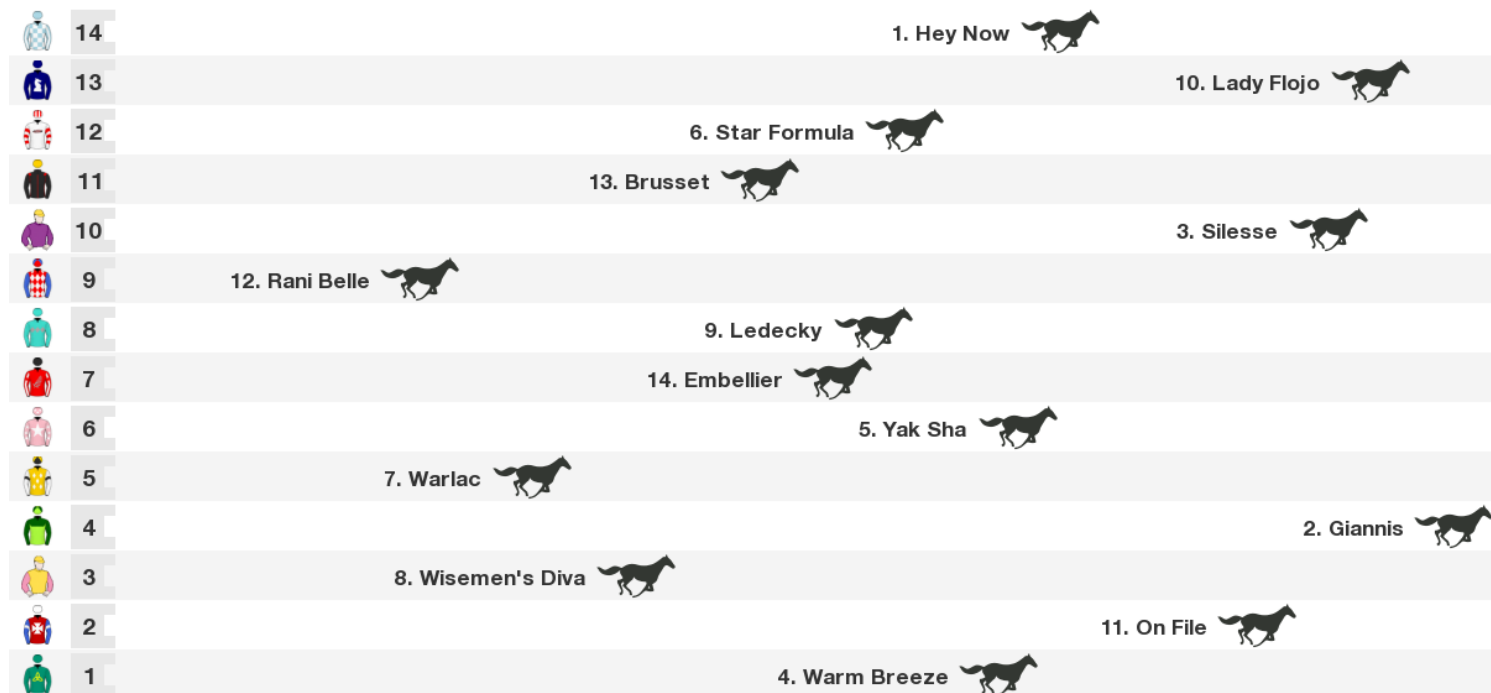 14 1. Hey Now
13 10. Lady Flojo
12 6. Star Formula
11 13. Brusset
10 3. Silesse
9 12. Rani Belle
8 9. Ledecky
7 14. Embellier
6 5. Yak Sha
5 7. Warlac
4 2. Giannis
3 8. Wisemen's Diva
2 11. On File
1 4. Warm Breeze